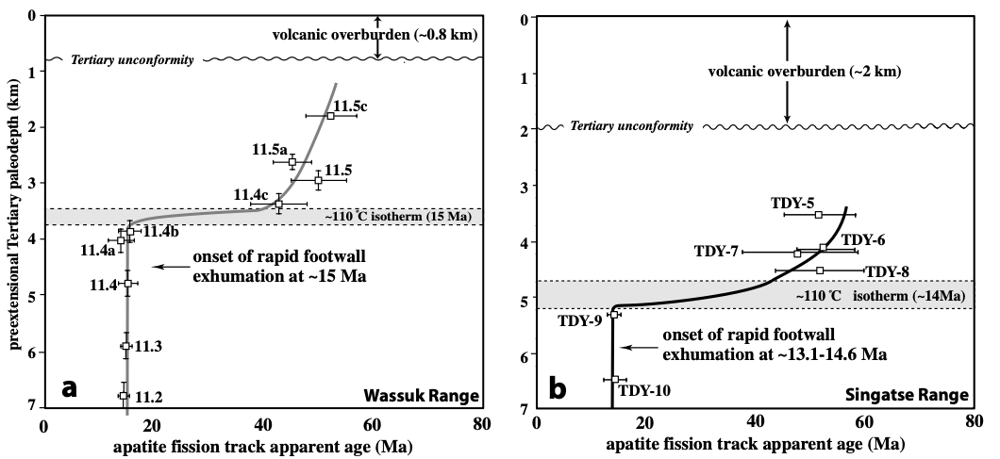 0
1
2
3
4
5
6
7
preextensional Tertiary paleodepth (km)
volcanic overburden (~0.8 km)
Tertiary unconformity
11.5c
11.5a
11.5
11.4c
~110 ℃ isotherm (15 Ma)
11.4b
11.4a
onset of rapid footwall
exhumation at ~15 Ma
11.4
11.3
11.2
a
Wassuk Range
0
20
40
60
80
apatite fission track apparent age (Ma)
0
1
2
3
4
5
6
7
volcanic overburden (~2 km)
Tertiary unconformity
TDY-5
TDY-6
TDY-7
TDY-8
~110 ℃ isotherm (~14Ma)
TDY-9
onset of rapid footwall
exhumation at ~13.1-14.6 Ma
TDY-10
b
Singatse Range
0
20
40
60
80
apatite fission track apparent age (Ma)